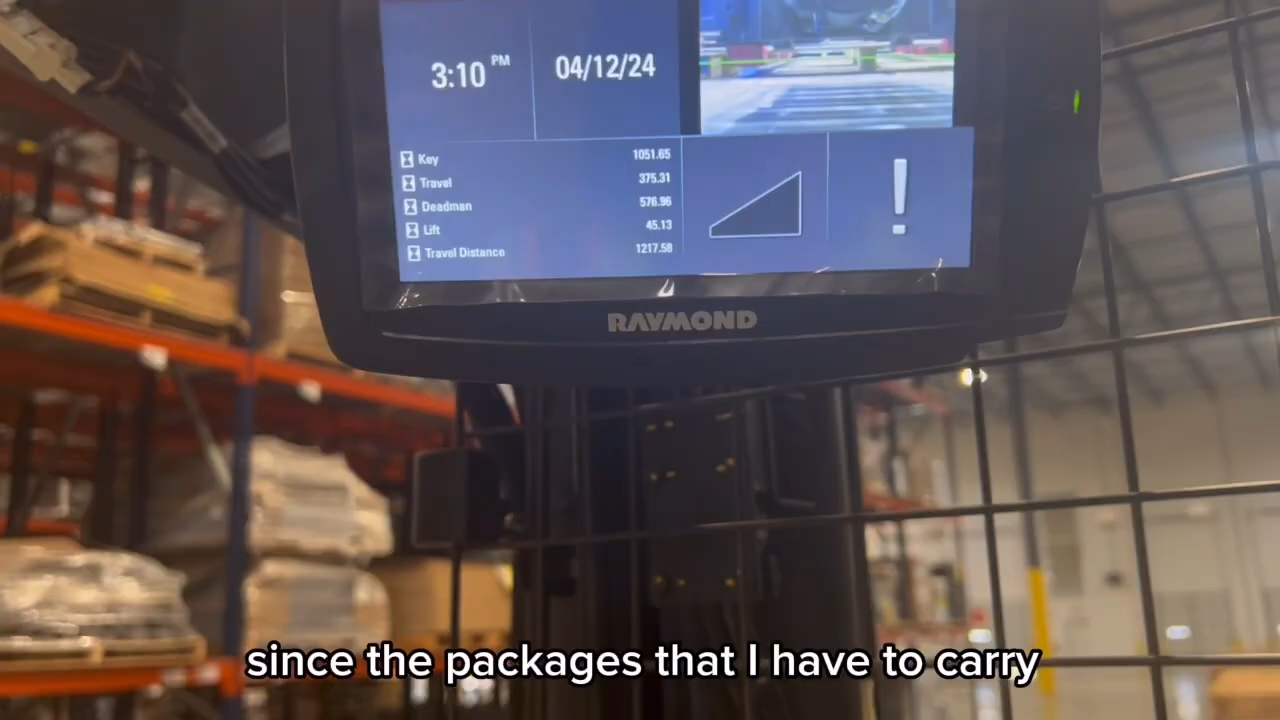 3:10 PM
04/12/24
Key 1051.65
Travel 375.31
Deadman 576.96
Lift 45.13
Travel Distance 1217.58
RAYMOND
since the packages that I have to carry